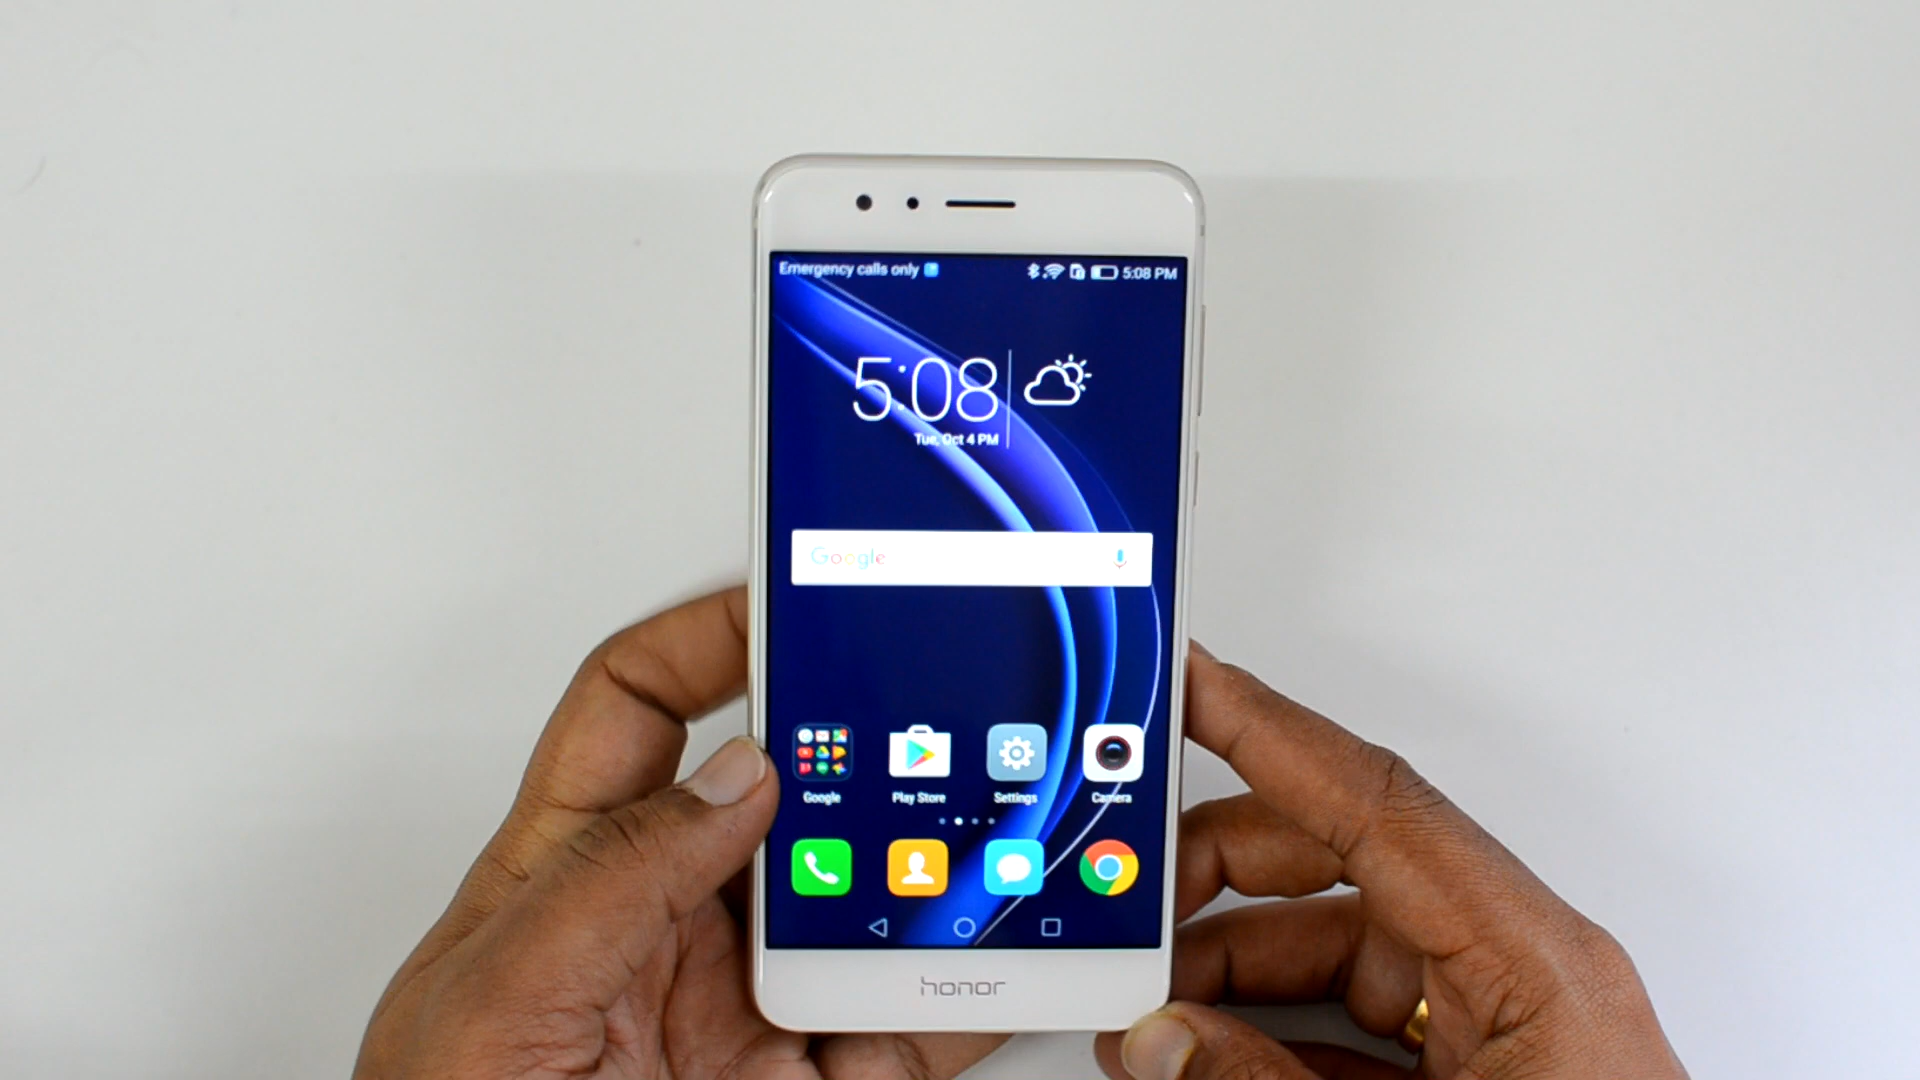 Emergency calls only 5:08 PM
5:08
Tue, Oct 4 PM
Google
Google Play Store Settings Camera
honor